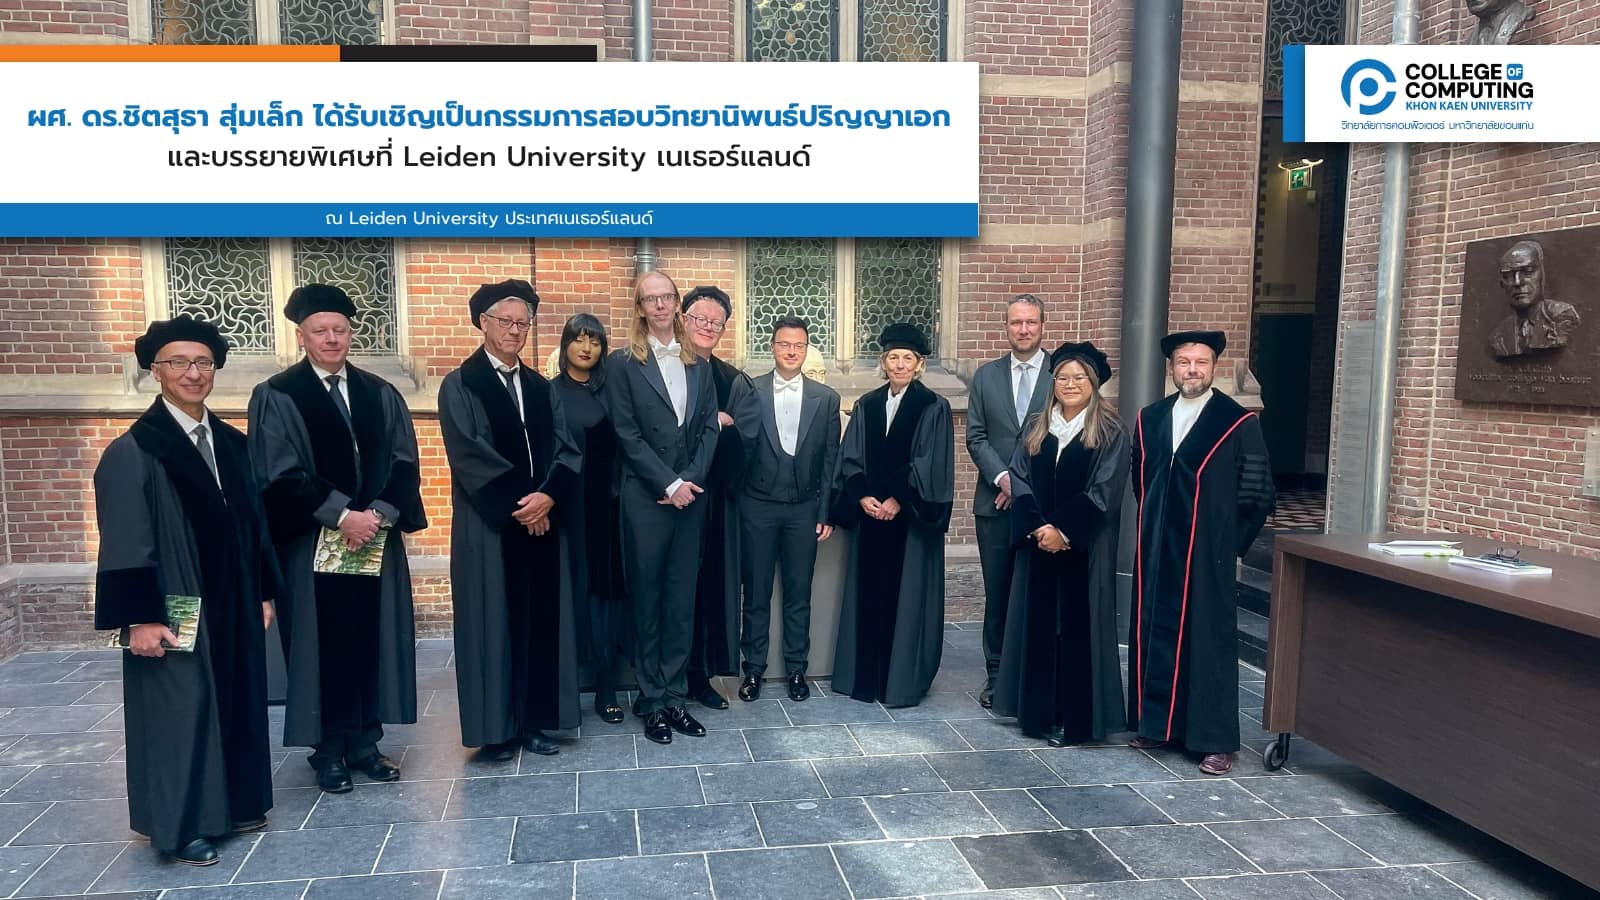 ผศ. ดร.ชิตสุธา สุ่มเล็ก ได้รับเชิญเป็นกรรมการสอบวิทยานิพนธ์ปริญญาเอก
และบรรยายพิเศษที่ Leiden University เนเธอร์แลนด์
ณ Leiden University ประเทศเนเธอร์แลนด์
COLLEGE OF
COMPUTING
KHON KAEN UNIVERSITY
วิทยาลัยการคอมพิวเตอร์ มหาวิทยาลัยขอนแก่น